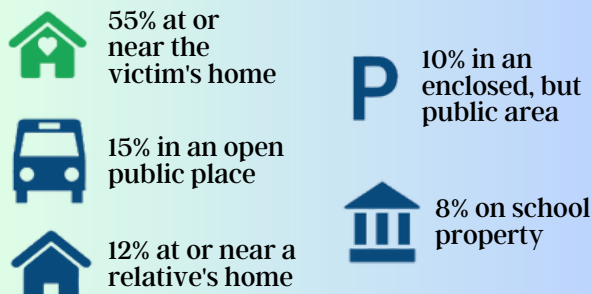 55% at or
near the
victim's home
15% in an open
public place
12% at or near a
relative's home
P
10% in an
enclosed, but
public area
8% on school
property